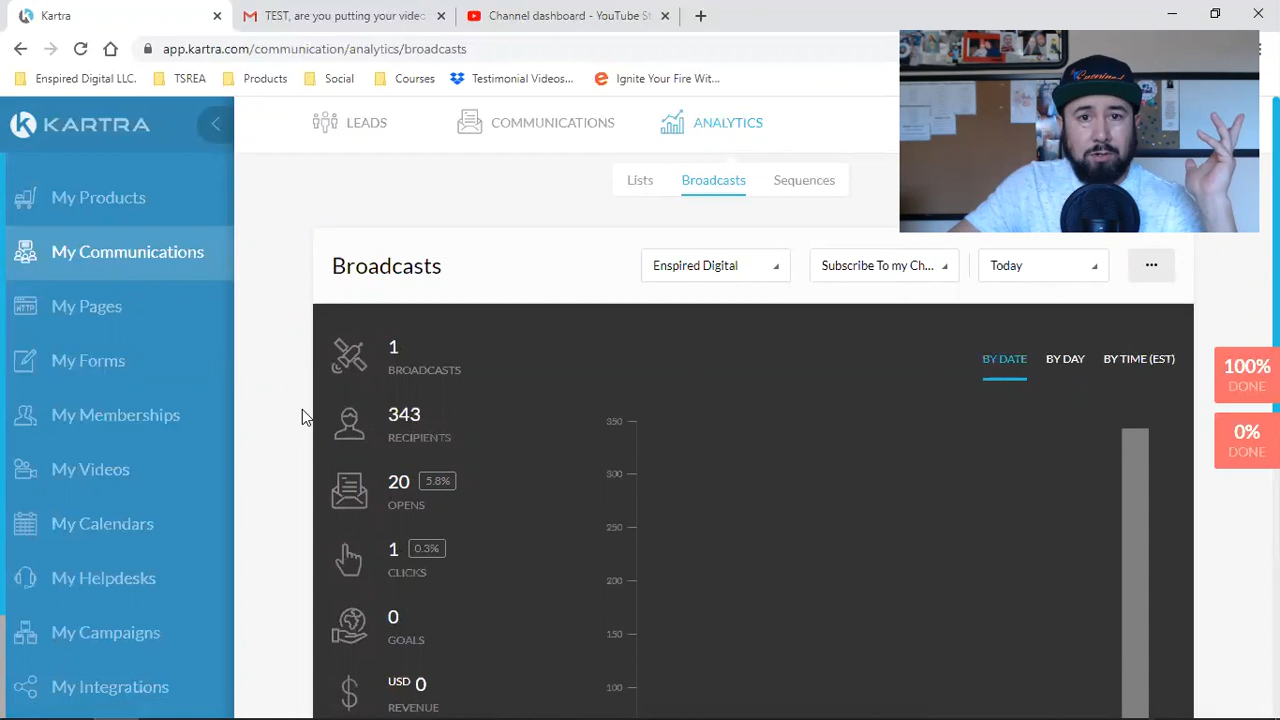 Kartra
TEST, are you putting your videc
Channel dashboard - YouTube St
app.kartra.com/communication/analytics/broadcasts
Enspired Digital LLC.
TSREA
Products
Services
Courses
Testimonial Videos...
Ignite Your Fire Wit...
KARTRA
LEADS
COMMUNICATIONS
ANALYTICS
Lists
Broadcasts
Sequences
My Products
My Communications
My Pages
My Forms
My Memberships
My Videos
My Calendars
My Helpdesks
My Campaigns
My Integrations
Broadcasts
Enspired Digital
Subscribe To my Ch...
Today
1
BROADCASTS
343
RECIPIENTS
20 5.8%
OPENS
1 0.3%
CLICKS
0
GOALS
USD 0
REVENUE
BY DATE
BY DAY
BY TIME (EST)
350
300
250
200
150
100
100%
DONE
0%
DONE